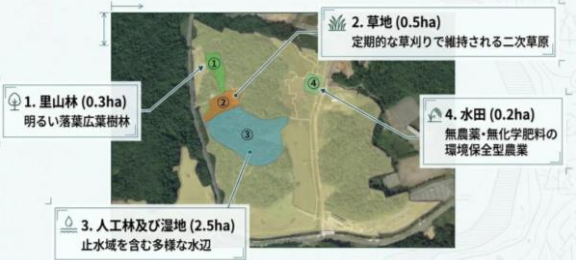 2. 草地 (0.5ha)
定期的な草刈りで維持される二次草原
①
④
1. 里山林 (0.3ha)
明るい落葉広葉樹林
②
③
4. 水田 (0.2ha)
無農薬・無化学肥料の
環境保全型農業
3. 人工林及び湿地 (2.5ha)
止水域を含む多様な水辺